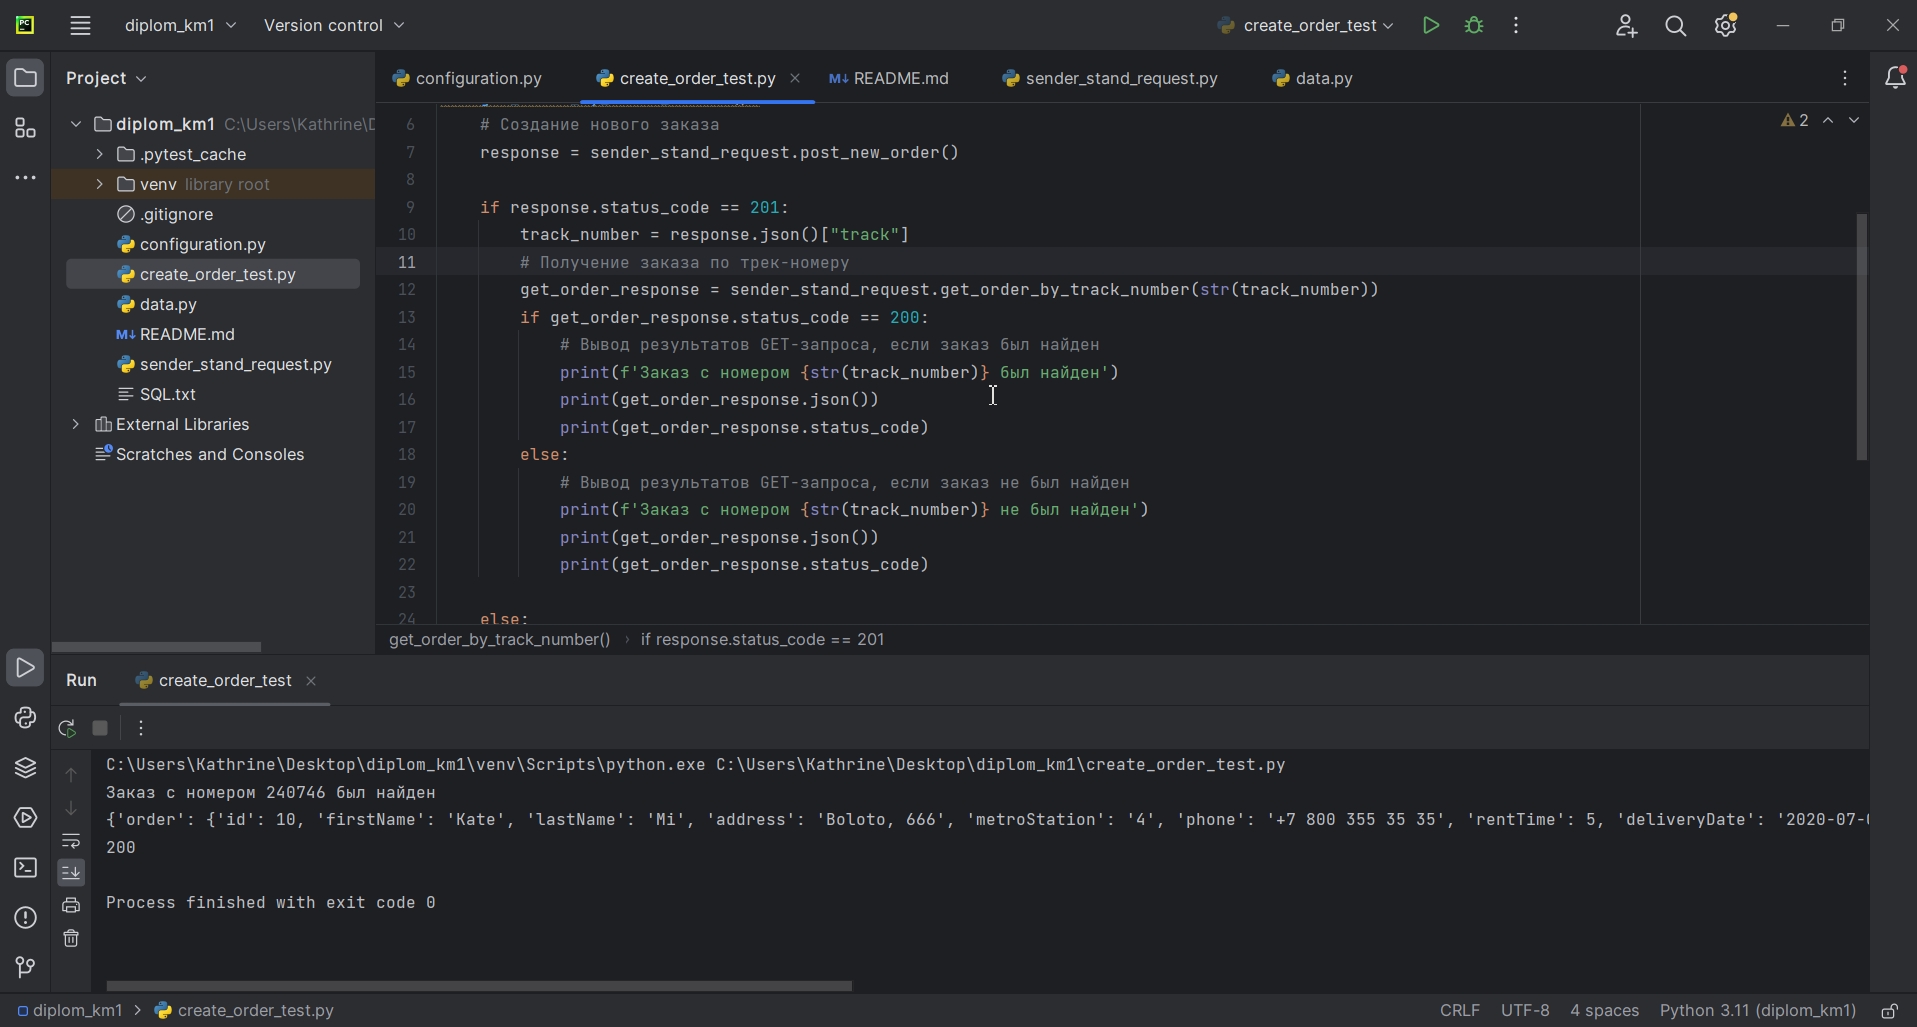 PC
diplom_km1
Version control
create_order_test
Project
configuration.py
create_order_test.py
M↓ README.md
sender_stand_request.py
data.py
diplom_km1 C:\Users\Kathrine\
.pytest_cache
venv library root
.gitignore
configuration.py
create_order_test.py
data.py
M↓ README.md
sender_stand_request.py
SQL.txt
External Libraries
Scratches and Consoles
2
6 # Создание нового заказа
7 response = sender_stand_request.post_new_order()
8
9 if response.status_code == 201:
10 track_number = response.json()["track"]
11 # Получение заказа по трек-номеру
12 get_order_response = sender_stand_request.get_order_by_track_number(str(track_number))
13 if get_order_response.status_code == 200:
14 # Вывод результатов GET-запроса, если заказ был найден
15 print(f'Заказ с номером {str(track_number)} был найден')
16 print(get_order_response.json())
17 print(get_order_response.status_code)
18 else:
19 # Вывод результатов GET-запроса, если заказ не был найден
20 print(f'Заказ с номером {str(track_number)} не был найден')
21 print(get_order_response.json())
22 print(get_order_response.status_code)
23
24 else:
get_order_by_track_number() › if response.status_code == 201
Run
create_order_test
C:\Users\Kathrine\Desktop\diplom_km1\venv\Scripts\python.exe C:\Users\Kathrine\Desktop\diplom_km1\create_order_test.py
Заказ с номером 240746 был найден
{'order': {'id': 10, 'firstName': 'Kate', 'lastName': 'Mi', 'address': 'Boloto, 666', 'metroStation': '4', 'phone': '+7 800 355 35 35', 'rentTime': 5, 'deliveryDate': '2020-07-
200
Process finished with exit code 0
diplom_km1 › create_order_test.py
CRLF UTF-8 4 spaces Python 3.11 (diplom_km1)